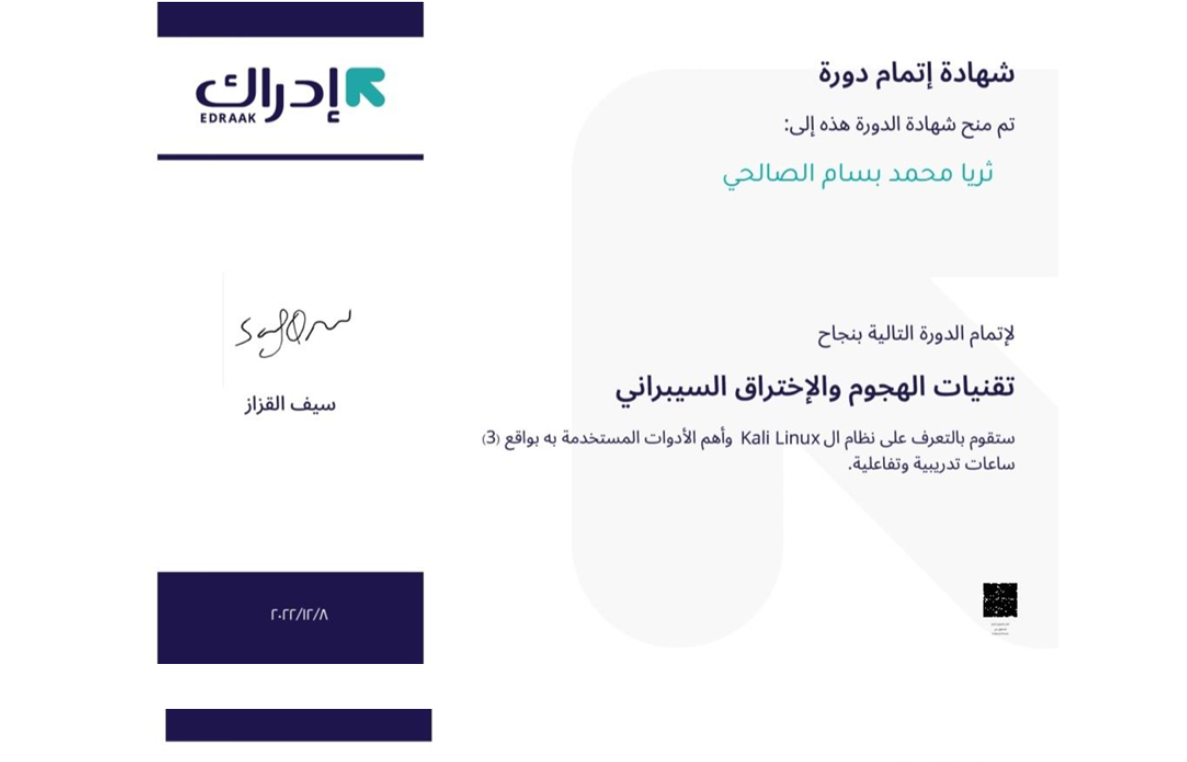 شهادة إتمام دورة
تم منح شهادة الدورة هذه إلى:
ثريا محمد بسام الصالحي
لإتمام الدورة التالية بنجاح
تقنيات الهجوم والإختراق السيبراني
ستقوم بالتعرف على نظام ال Kali Linux وأهم الأدوات المستخدمة به بواقع (3)
ساعات تدريبية وتفاعلية.
إدراك
EDRAAK
سيف القزاز
٢٠٢٢/١٢/٨